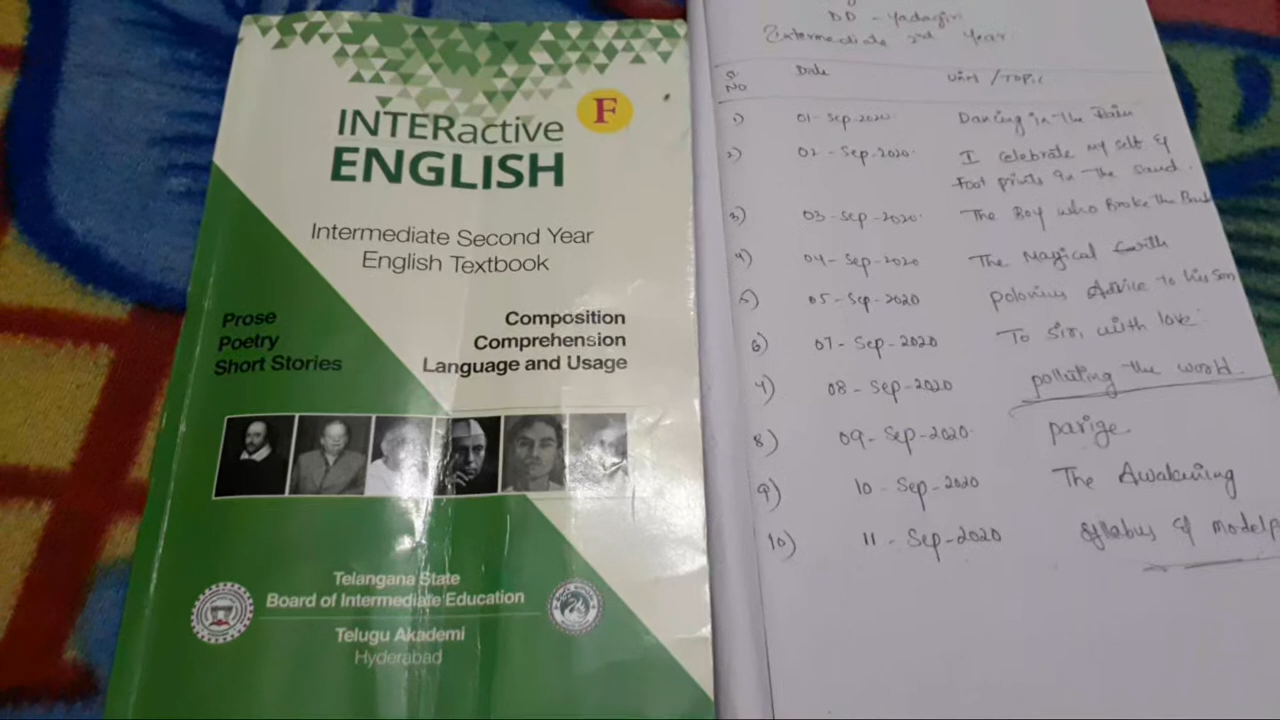 INTERactive
F
ENGLISH
Intermediate Second Year
English Textbook
Prose
Poetry
Short Stories
Composition
Comprehension
Language and Usage
Telangana State
Board of Intermediate Education
Telugu Akademi
Hyderabad
DD - Yadagiri
Intermediate 2nd Year
S. No Date Unit / Topic
1) 01-Sep-2020 Dancing in the Rain
2) 02-Sep-2020 I celebrate my self &
Foot prints in the sand.
3) 03-Sep-2020 The Boy who Broke the
4) 04-Sep-2020 The Magical
5) 05-Sep-2020 polonius Advice to his Son
6) 07-Sep-2020 To Sir, with love
7) 08-Sep-2020 polluting the world
8) 09-Sep-2020 parige
9) 10-Sep-2020 The Awakening
10) 11-Sep-2020 Syllabus & model